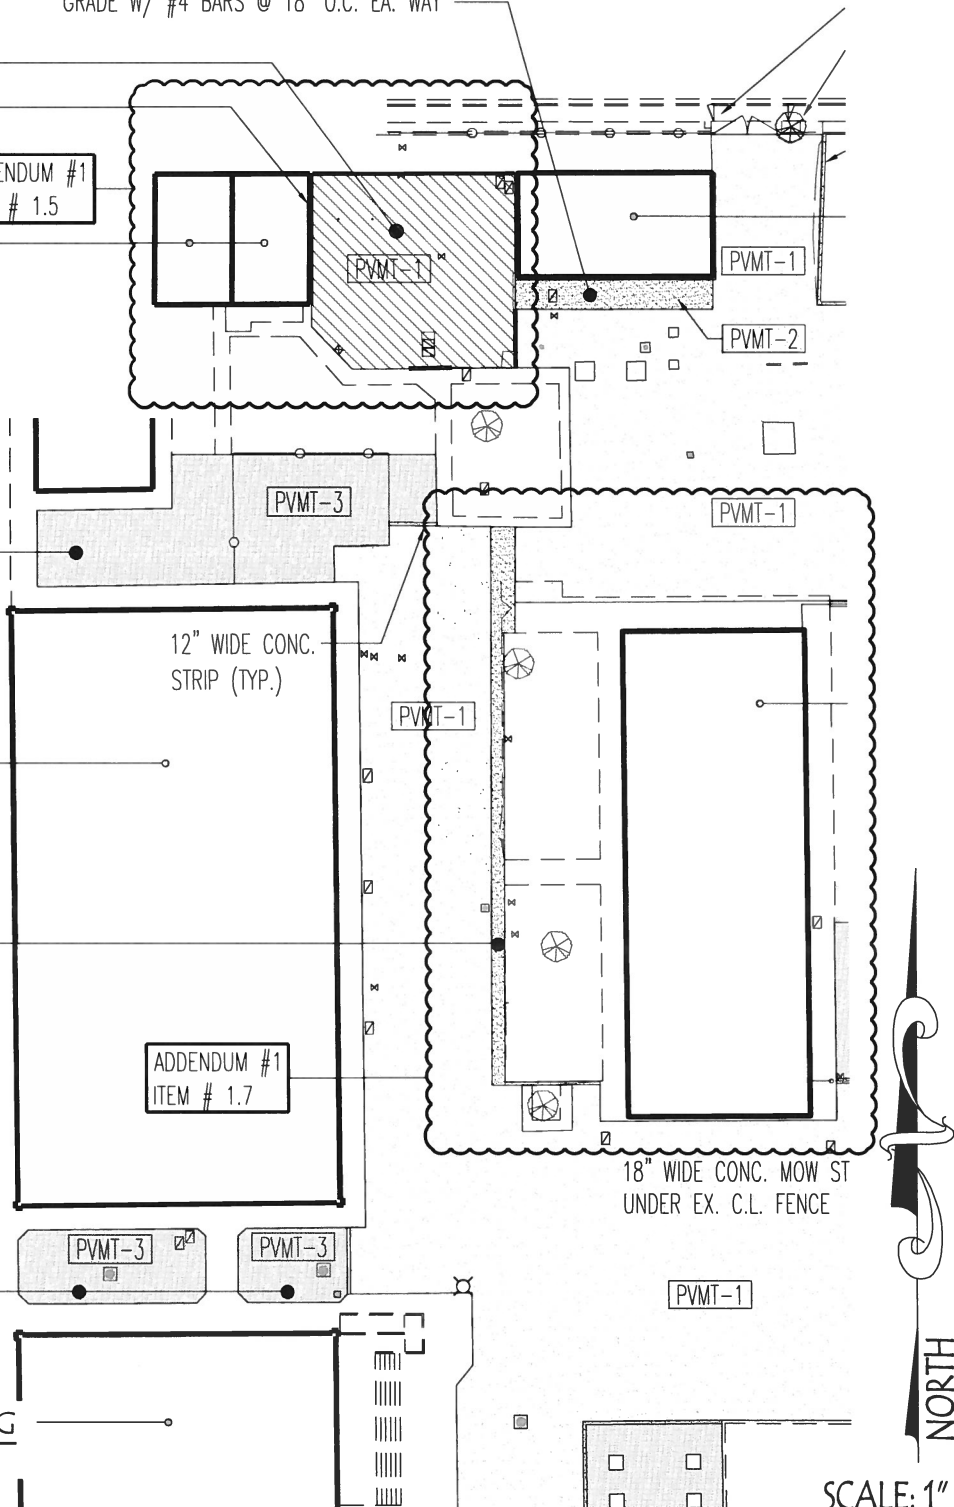 GRADE W/ #4 BARS @ 18" O.C. EA. WAY
ENDUM #1
# 1.5
PVMT-1
PVMT-1
PVMT-2
PVMT-3
PVMT-1
12" WIDE CONC.
STRIP (TYP.)
PVMT-1
ADDENDUM #1
ITEM # 1.7
18" WIDE CONC. MOW ST
UNDER EX. C.L. FENCE
PVMT-3
PVMT-3
PVMT-1
NORTH
SCALE: 1"